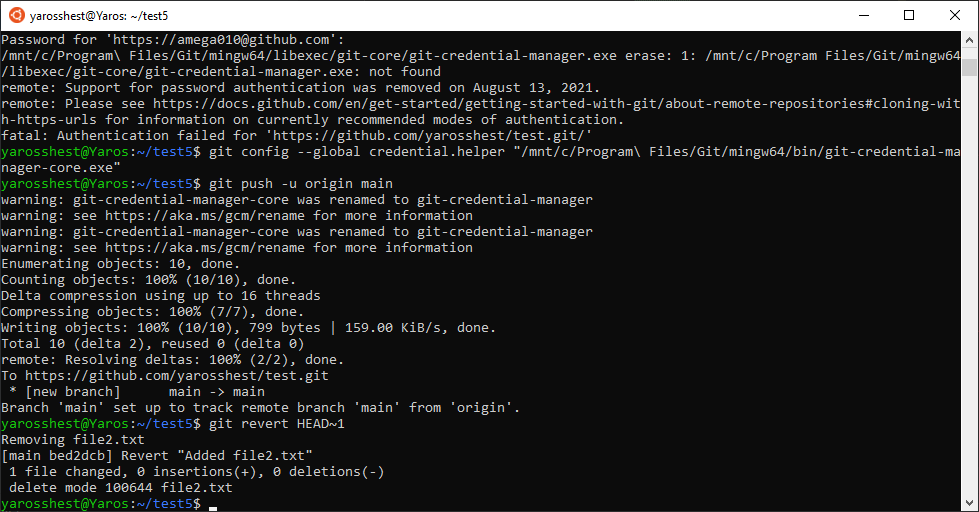 yarosshest@Yaros: ~/test5
Password for 'https://amega010@github.com':
/mnt/c/Program\ Files/Git/mingw64/libexec/git-core/git-credential-manager.exe erase: 1: /mnt/c/Program Files/Git/mingw64
/libexec/git-core/git-credential-manager.exe: not found
remote: Support for password authentication was removed on August 13, 2021.
remote: Please see https://docs.github.com/en/get-started/getting-started-with-git/about-remote-repositories#cloning-wit
h-https-urls for information on currently recommended modes of authentication.
fatal: Authentication failed for 'https://github.com/yarosshest/test.git/'
yarosshest@Yaros:~/test5$ git config --global credential.helper "/mnt/c/Program\ Files/Git/mingw64/bin/git-credential-ma
nager-core.exe"
yarosshest@Yaros:~/test5$ git push -u origin main
warning: git-credential-manager-core was renamed to git-credential-manager
warning: see https://aka.ms/gcm/rename for more information
warning: git-credential-manager-core was renamed to git-credential-manager
warning: see https://aka.ms/gcm/rename for more information
Enumerating objects: 10, done.
Counting objects: 100% (10/10), done.
Delta compression using up to 16 threads
Compressing objects: 100% (7/7), done.
Writing objects: 100% (10/10), 799 bytes | 159.00 KiB/s, done.
Total 10 (delta 2), reused 0 (delta 0)
remote: Resolving deltas: 100% (2/2), done.
To https://github.com/yarosshest/test.git
 * [new branch]      main -> main
Branch 'main' set up to track remote branch 'main' from 'origin'.
yarosshest@Yaros:~/test5$ git revert HEAD~1
Removing file2.txt
[main bed2dcb] Revert "Added file2.txt"
 1 file changed, 0 insertions(+), 0 deletions(-)
 delete mode 100644 file2.txt
yarosshest@Yaros:~/test5$